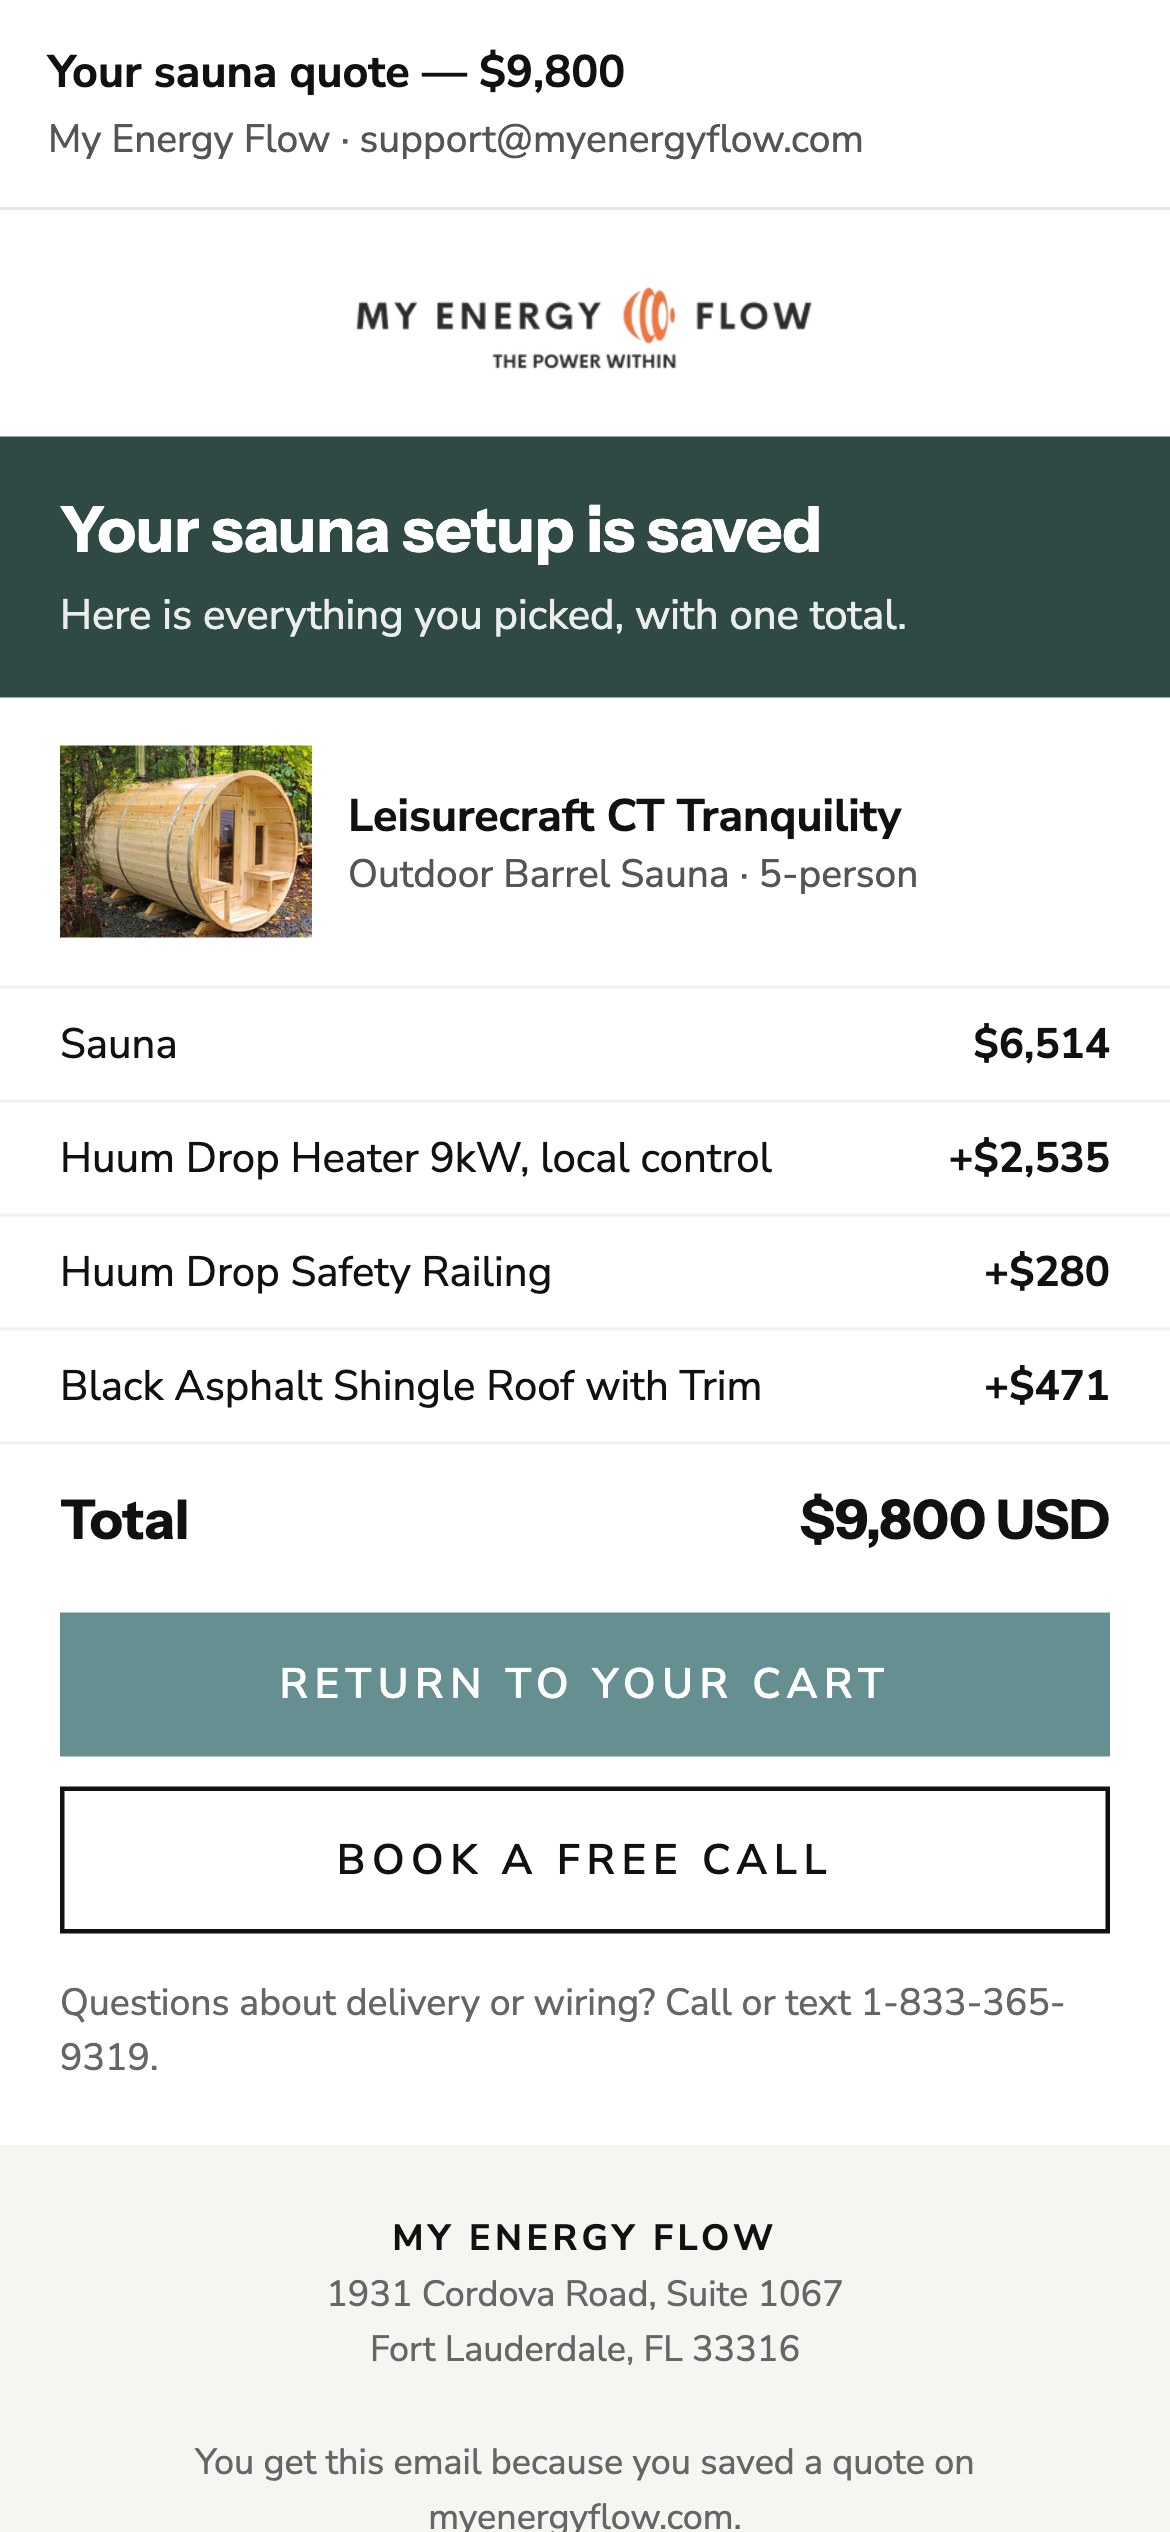 Your sauna quote — $9,800
My Energy Flow · support@myenergyflow.com
MY ENERGY FLOW
THE POWER WITHIN
Your sauna setup is saved
Here is everything you picked, with one total.
Leisurecraft CT Tranquility
Outdoor Barrel Sauna · 5-person
Sauna $6,514
Huum Drop Heater 9kW, local control +$2,535
Huum Drop Safety Railing +$280
Black Asphalt Shingle Roof with Trim +$471
Total $9,800 USD
RETURN TO YOUR CART
BOOK A FREE CALL
Questions about delivery or wiring? Call or text 1-833-365-
9319.
MY ENERGY FLOW
1931 Cordova Road, Suite 1067
Fort Lauderdale, FL 33316
You get this email because you saved a quote on
myenergyflow.com.